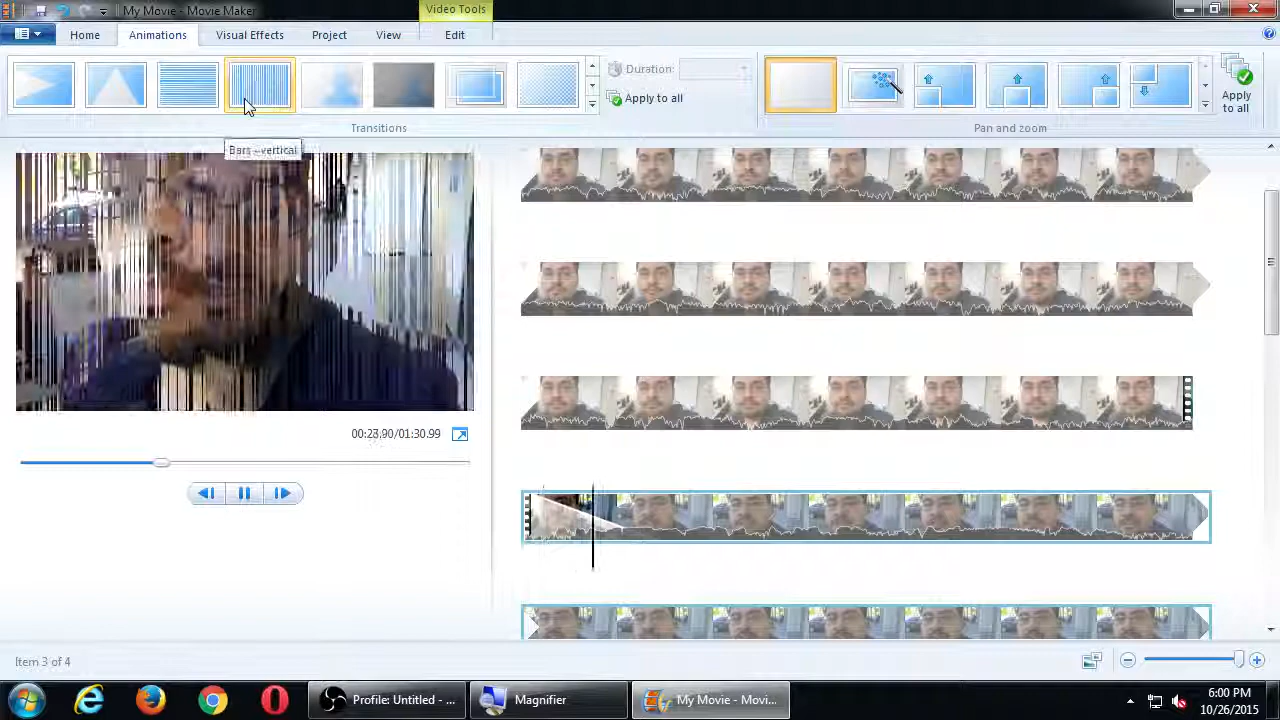 My Movie - Movie Maker
Video Tools
Home
Animations
Visual Effects
Project
View
Edit
Duration:
Apply to all
Apply
to all
Transitions
Pan and zoom
Bars - vertical
00:23.90/01:30.99
Item 3 of 4
Profile: Untitled - ...
Magnifier
My Movie - Movi...
6:00 PM
10/26/2015